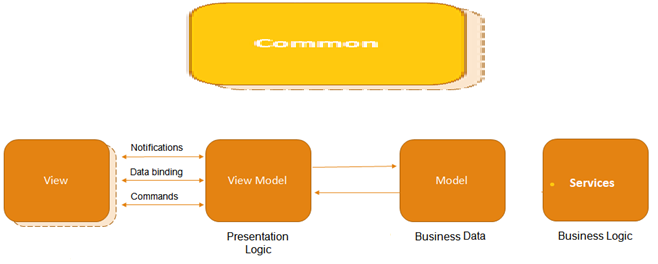 Common
Notifications
Data binding
Commands
View
View Model
Model
Services
Presentation
Logic
Business Data
Business Logic